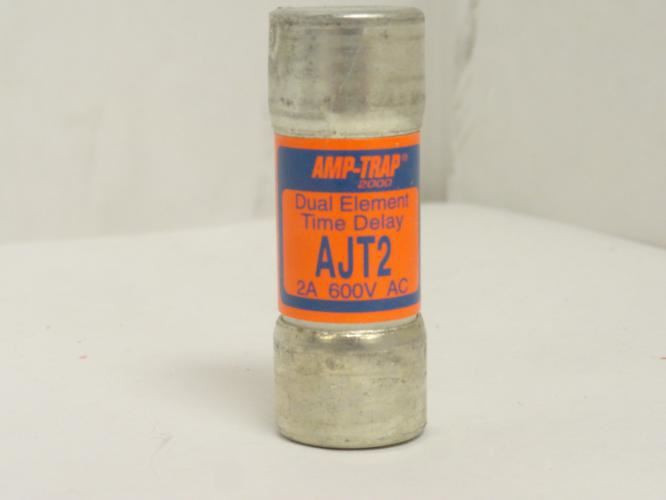 AMP-TRAP®
2000
Dual Element
Time Delay
AJT2
2A 600V AC